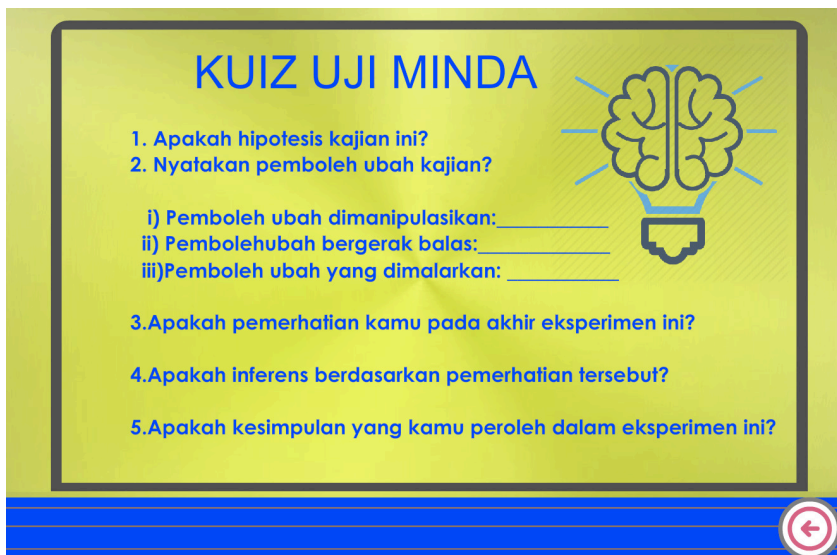 KUIZ UJI MINDA
1. Apakah hipotesis kajian ini?
2. Nyatakan pemboleh ubah kajian?
i) Pemboleh ubah dimanipulasikan:___________
ii) Pembolehubah bergerak balas:_____________
iii)Pemboleh ubah yang dimalarkan: ___________
3.Apakah pemerhatian kamu pada akhir eksperimen ini?
4.Apakah inferens berdasarkan pemerhatian tersebut?
5.Apakah kesimpulan yang kamu peroleh dalam eksperimen ini?